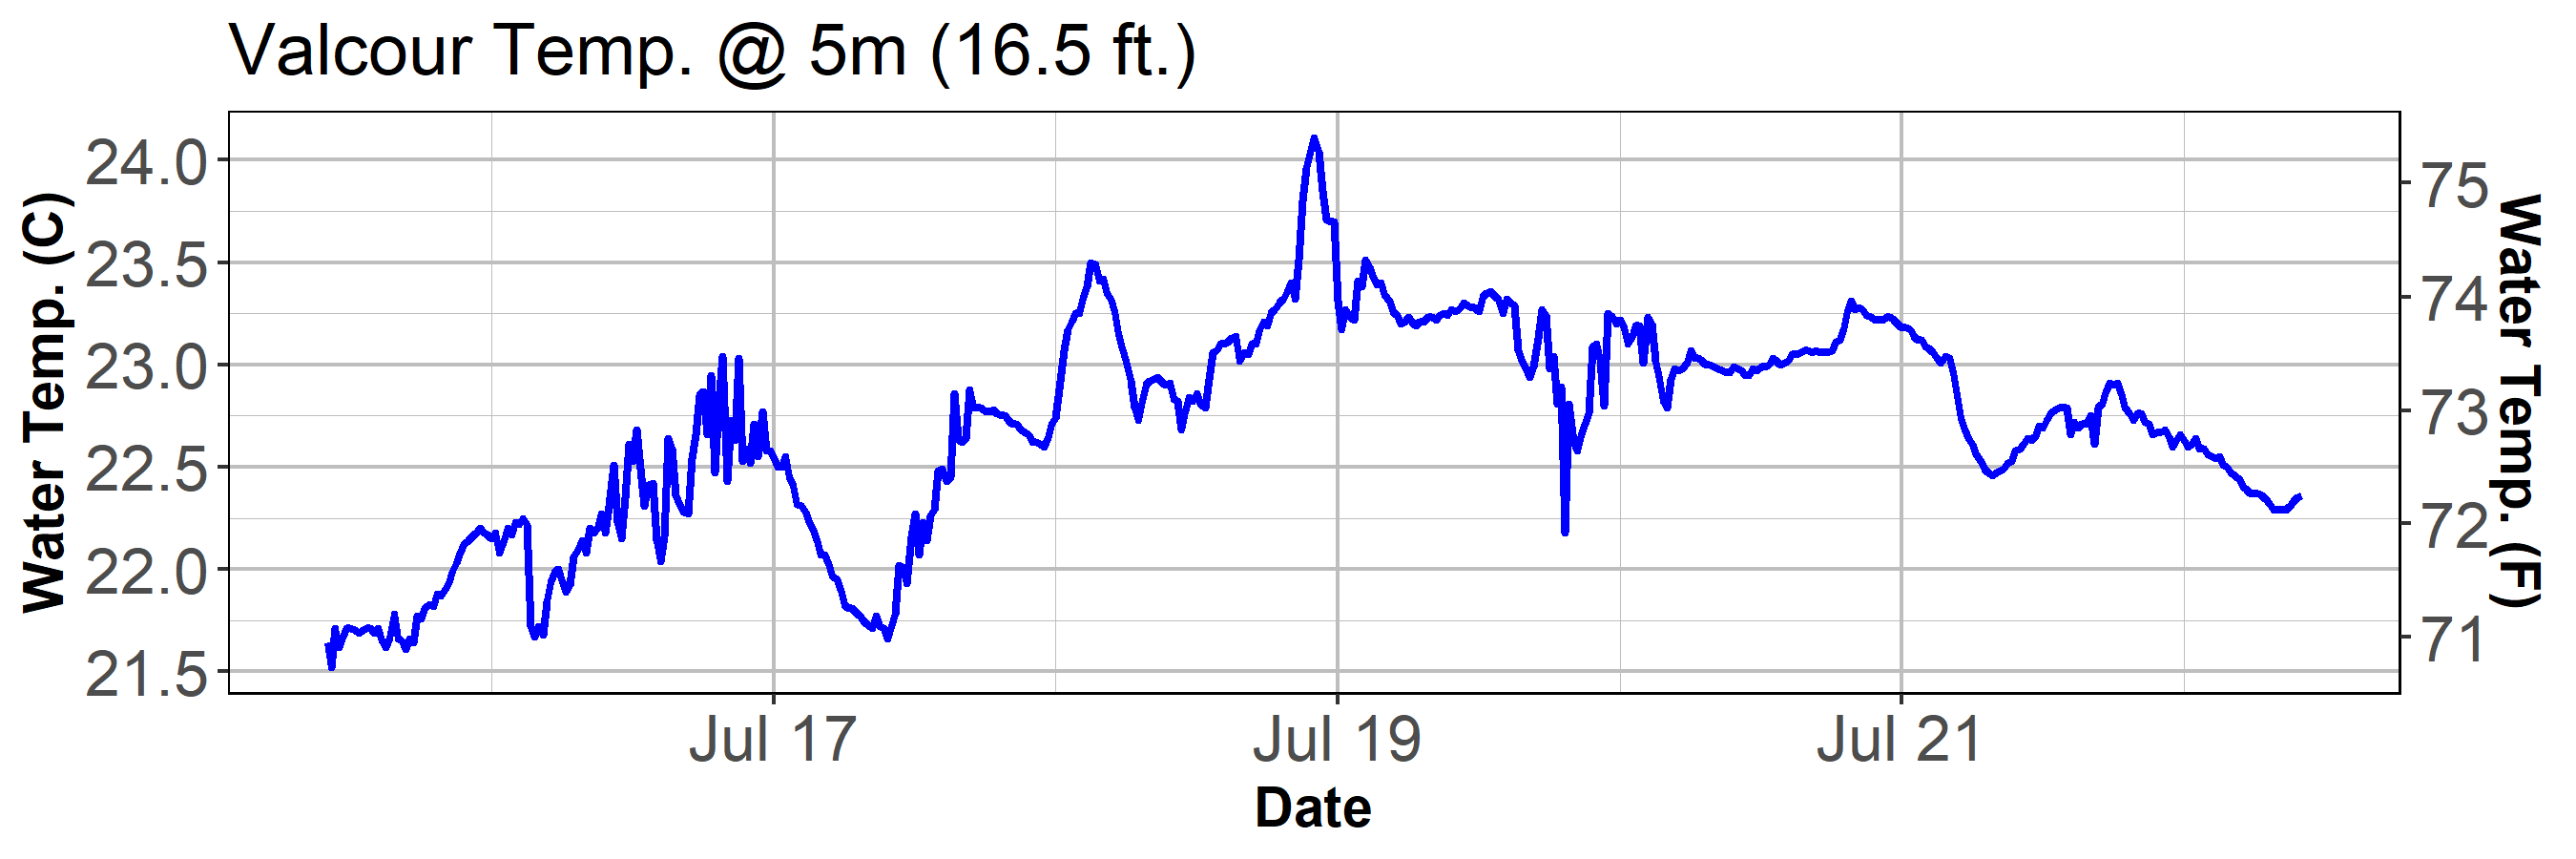 Valcour Temp. @ 5m (16.5 ft.)
Water Temp. (C)
24.0
23.5
23.0
22.5
22.0
21.5
75
74
73
72
71
Water Temp. (F)
Jul 17
Jul 19
Jul 21
Date